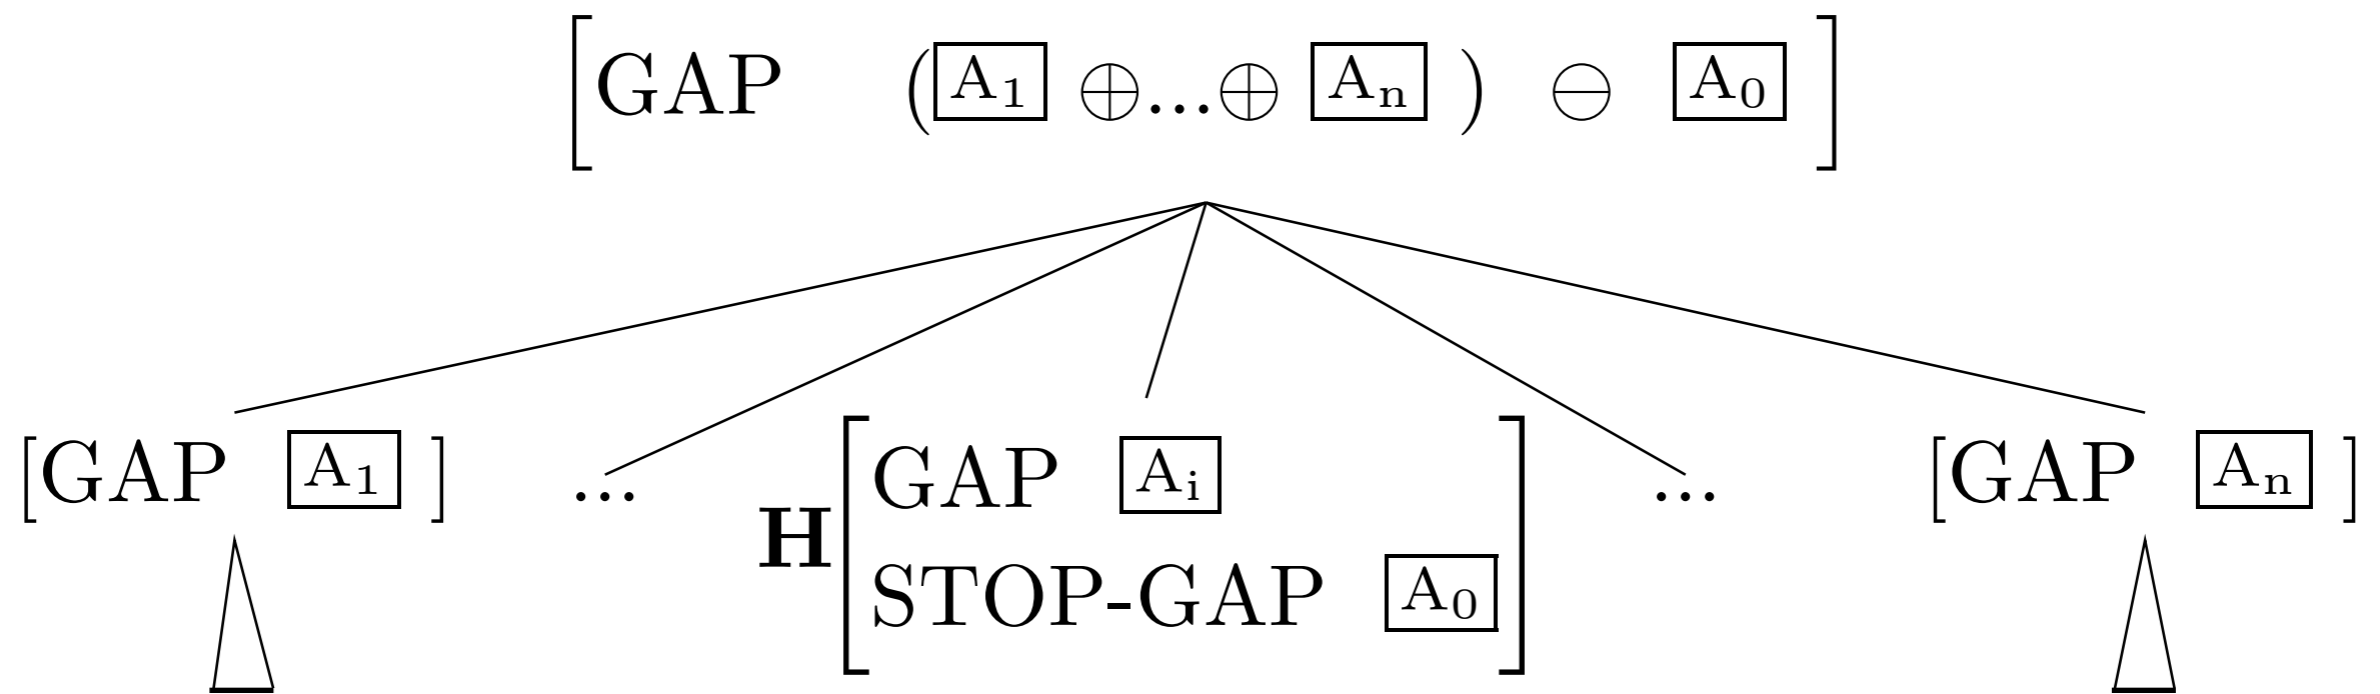 [GAP (A₁ ⊕...⊕ Aₙ) ⊖ A₀]
[GAP A₁] ... H[GAP Aᵢ ... [GAP Aₙ]
STOP-GAP A₀]